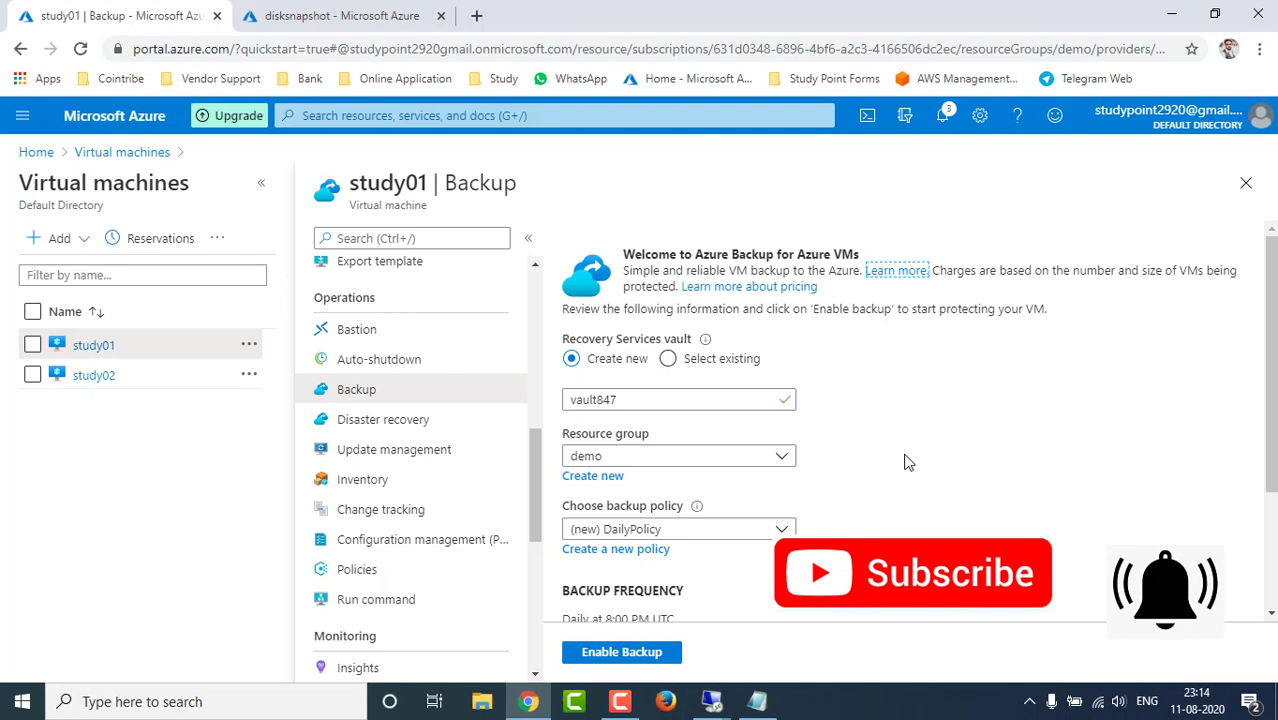 study01 | Backup - Microsoft Azu
disksnapshot - Microsoft Azure
portal.azure.com/?quickstart=true#@studypoint2920gmail.onmicrosoft.com/resource/subscriptions/631d0348-6896-4bf6-a2c3-4166506dc2ec/resourceGroups/demo/providers/...
Apps
Cointribe
Vendor Support
Bank
Online Application
Study
WhatsApp
Home - Microsoft A...
Study Point Forms
AWS Management...
Telegram Web
Microsoft Azure
Upgrade
Search resources, services, and docs (G+/)
3
studypoint2920@gmail....
DEFAULT DIRECTORY
Home
Virtual machines
Virtual machines
Default Directory
Add
Reservations
Filter by name...
Name
study01
study02
study01 | Backup
Virtual machine
Search (Ctrl+/)
Export template
Operations
Bastion
Auto-shutdown
Backup
Disaster recovery
Update management
Inventory
Change tracking
Configuration management (P...
Policies
Run command
Monitoring
Insights
Welcome to Azure Backup for Azure VMs
Simple and reliable VM backup to the Azure. Learn more. Charges are based on the number and size of VMs being
protected. Learn more about pricing
Review the following information and click on 'Enable backup' to start protecting your VM.
Recovery Services vault
Create new
Select existing
vault847
Resource group
demo
Create new
Choose backup policy
(new) DailyPolicy
Create a new policy
BACKUP FREQUENCY
Daily at 8:00 PM UTC
Subscribe
Enable Backup
Type here to search
ENG
23:14
11-08-2020
2